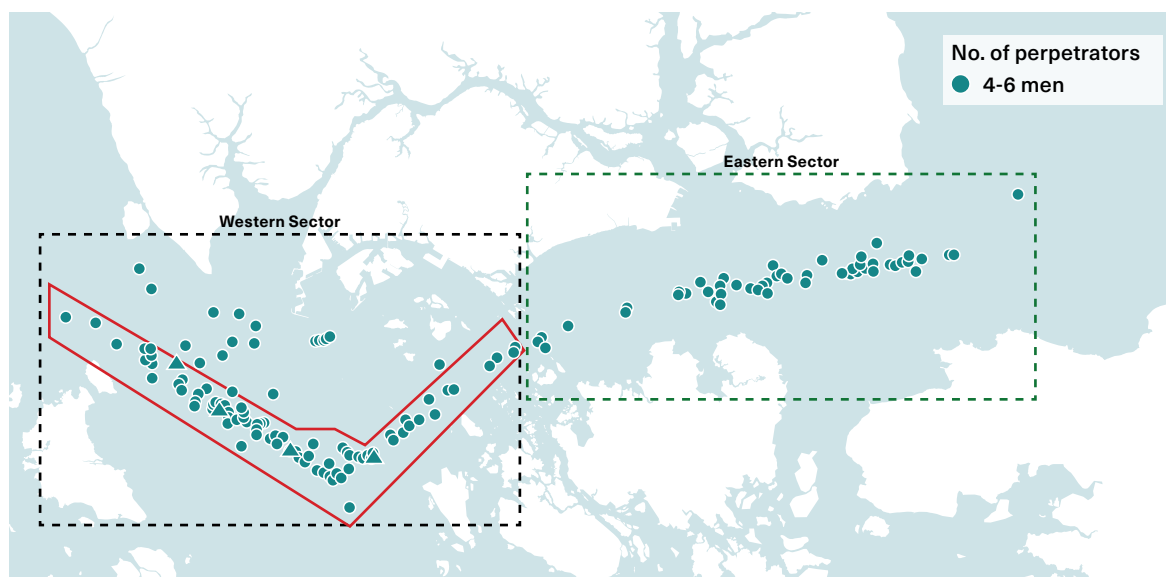 No. of perpetrators
4-6 men
Eastern Sector
Western Sector